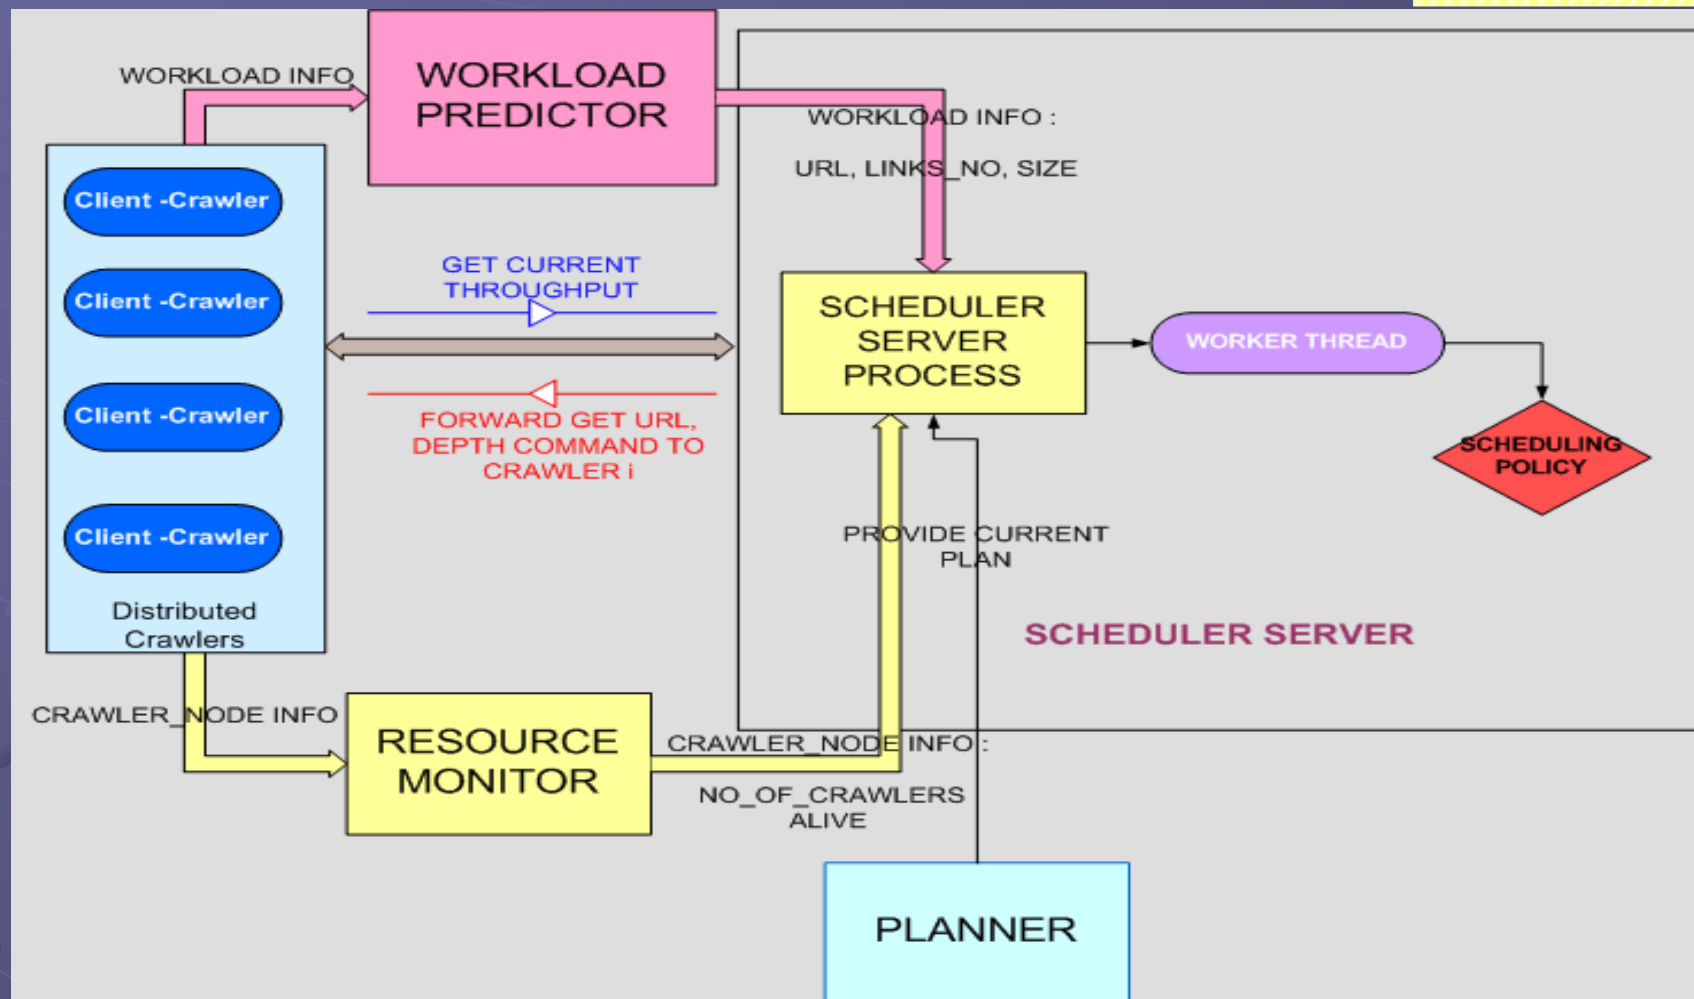 WORKLOAD INFO
WORKLOAD
PREDICTOR
WORKLOAD INFO :
URL, LINKS_NO, SIZE
Client -Crawler
Client -Crawler
Client -Crawler
Client -Crawler
Distributed
Crawlers
GET CURRENT
THROUGHPUT
FORWARD GET URL,
DEPTH COMMAND TO
CRAWLER i
SCHEDULER
SERVER
PROCESS
WORKER THREAD
SCHEDULING
POLICY
PROVIDE CURRENT
PLAN
SCHEDULER SERVER
CRAWLER_NODE INFO
RESOURCE
MONITOR
CRAWLER_NODE INFO :
NO_OF_CRAWLERS
ALIVE
PLANNER